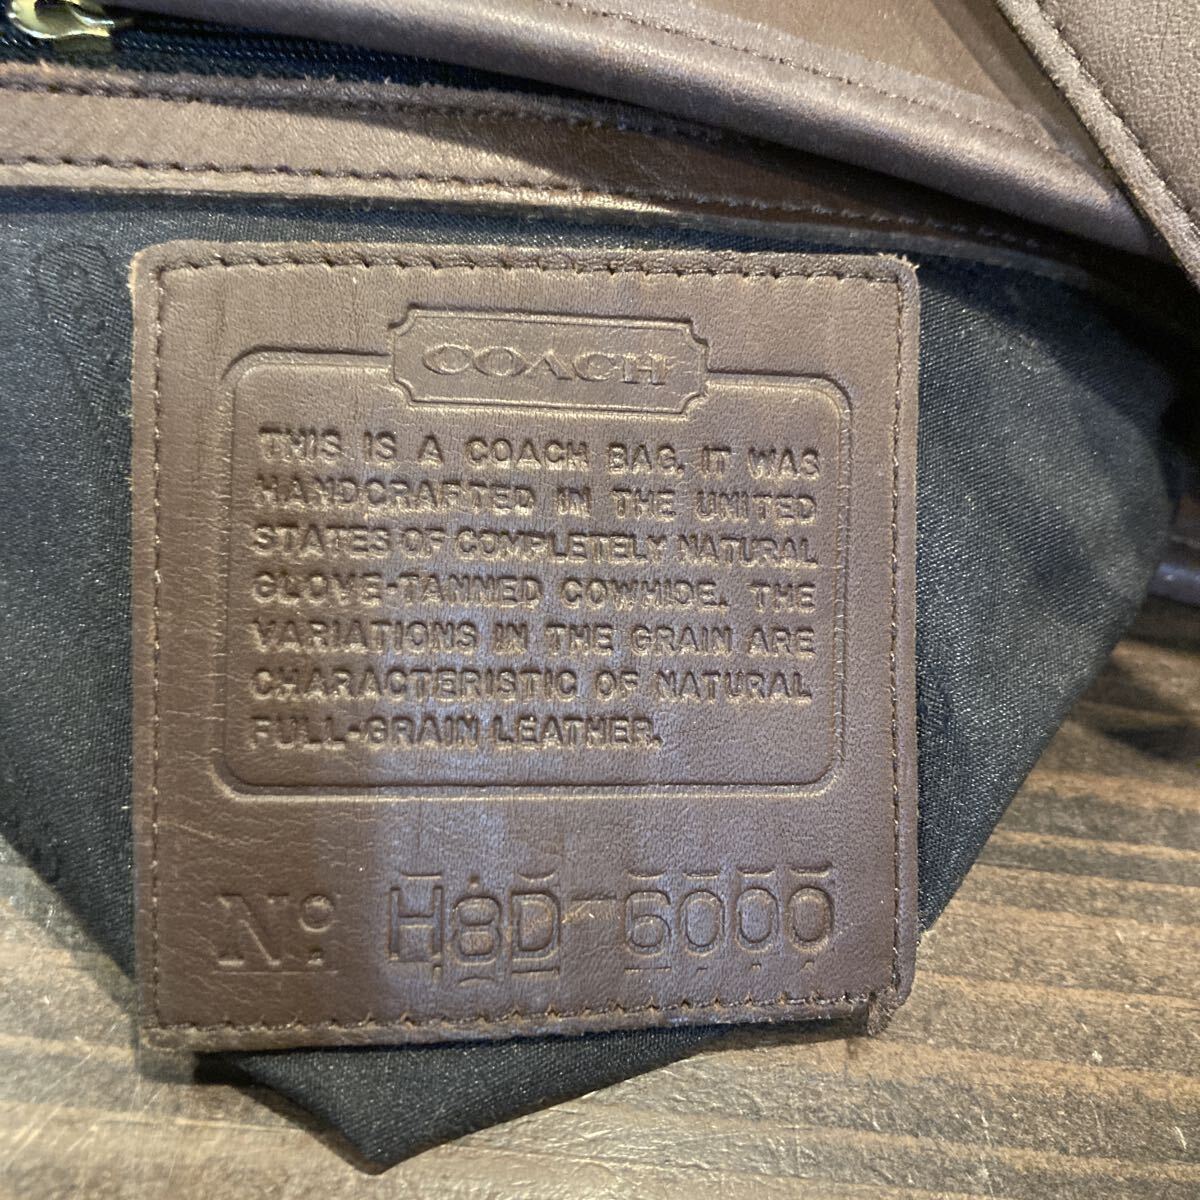 COACH
THIS IS A COACH BAG. IT WAS
HANDCRAFTED IN THE UNITED
STATES OF COMPLETELY NATURAL
GLOVE-TANNED COWHIDE. THE
VARIATIONS IN THE GRAIN ARE
CHARACTERISTIC OF NATURAL
FULL-GRAIN LEATHER.
No H8D-6000